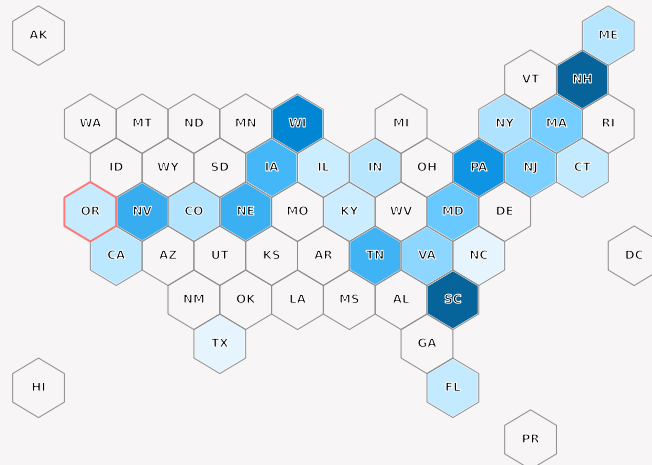 AK
ME
VT NH
WA MT ND MN WI MI NY MA RI
ID WY SD IA IL IN OH PA NJ CT
OR NV CO NE MO KY WV MD DE
CA AZ UT KS AR TN VA NC DC
NM OK LA MS AL SC
TX GA
HI FL
PR